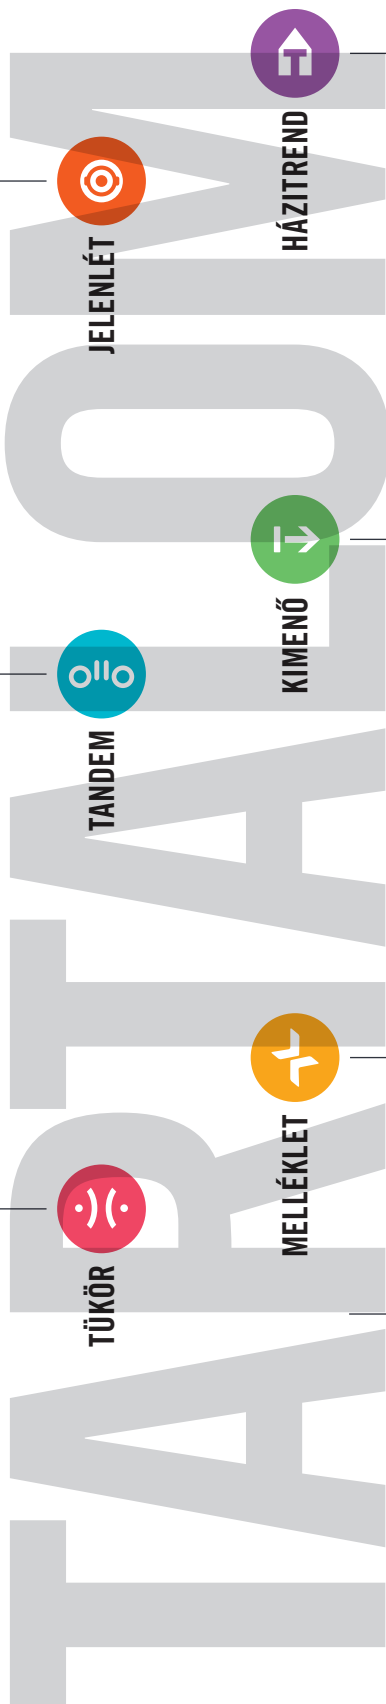 TARTALOM
TÜKÖR
TANDEM
JELENLÉT
MELLÉKLET
KIMENŐ
HÁZITREND